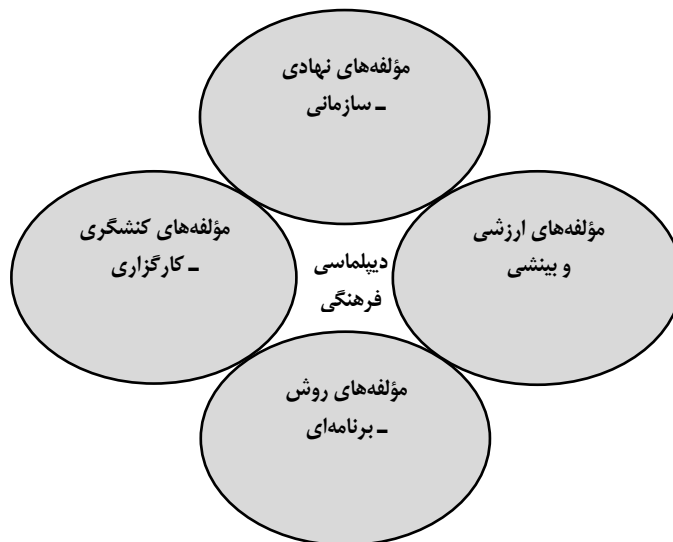 مؤلفه‌های نهادی
ـ سازمانی
مؤلفه‌های ارزشی
و بینشی
مؤلفه‌های کنشگری
ـ کارگزاری
دیپلماسی
فرهنگی
مؤلفه‌های روش
ـ برنامه‌ای